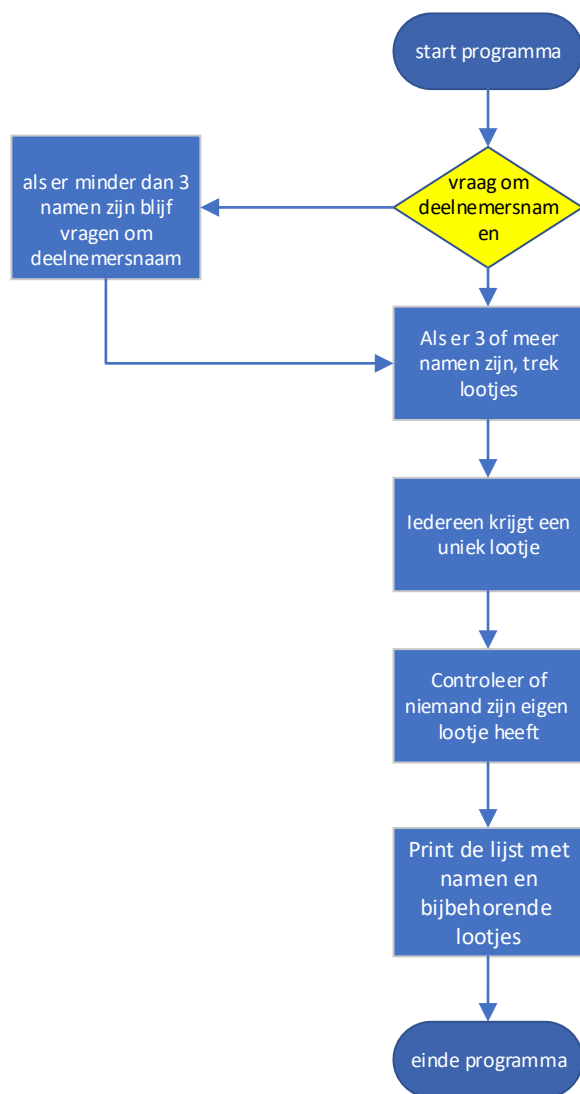 start programma
vraag om
deelnemersnam
en
als er minder dan 3
namen zijn blijf
vragen om
deelnemersnaam
Als er 3 of meer
namen zijn, trek
lootjes
Iedereen krijgt een
uniek lootje
Controleer of
niemand zijn eigen
lootje heeft
Print de lijst met
namen en
bijbehorende
lootjes
einde programma